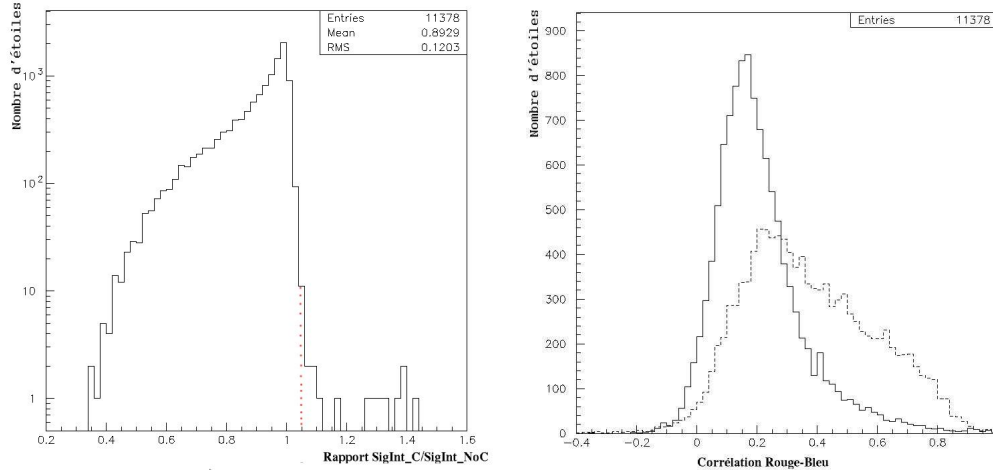 Nombre d'étoiles
Entries 11378
Mean 0.8929
RMS 0.1203
10³
10²
10
1
0.2 0.4 0.6 0.8 1 1.2 1.4 1.6
Rapport SigInt_C/SigInt_NoC
Nombre d'étoiles
Entries 11378
900
800
700
600
500
400
300
200
100
0
−0.4 −0.2 0 0.2 0.4 0.6 0.8
Corrélation Rouge-Bleu